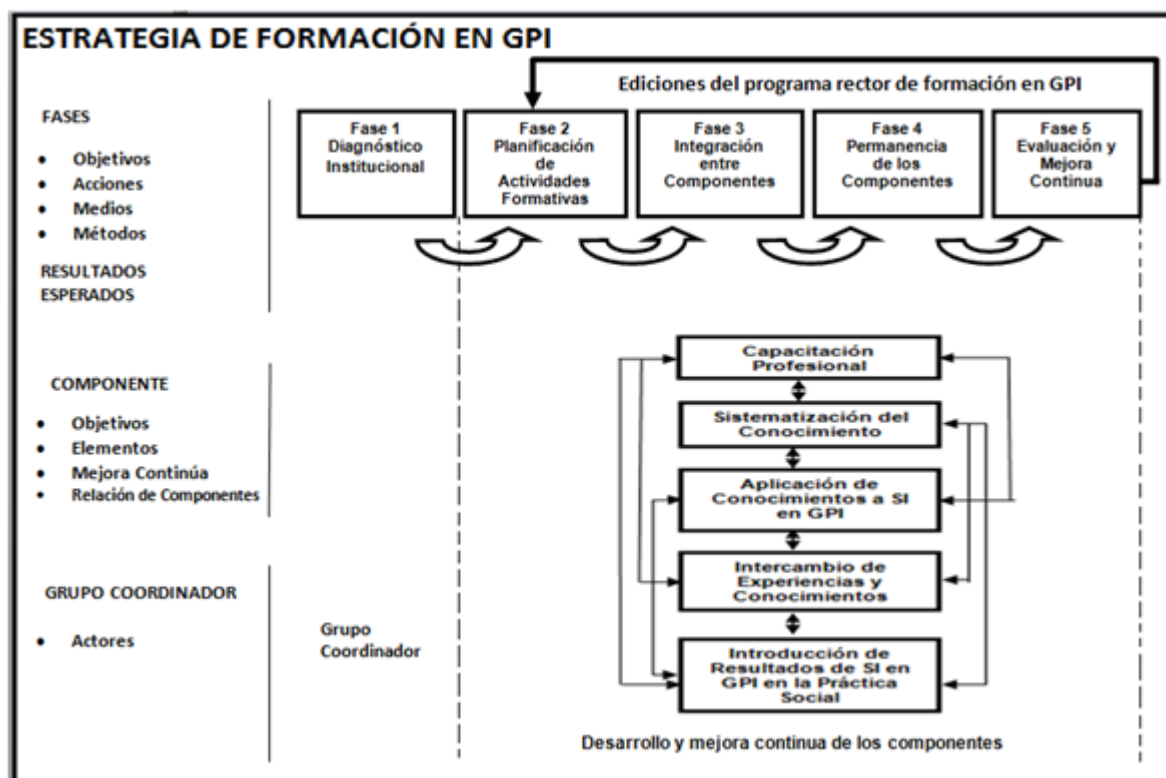 ESTRATEGIA DE FORMACIÓN EN GPI
Ediciones del programa rector de formación en GPI
FASES
• Objetivos
• Acciones
• Medios
• Métodos
RESULTADOS
ESPERADOS
Fase 1
Diagnóstico
Institucional
Fase 2
Planificación
de
Actividades
Formativas
Fase 3
Integración
entre
Componentes
Fase 4
Permanencia
de los
Componentes
Fase 5
Evaluación y
Mejora
Continua
COMPONENTE
• Objetivos
• Elementos
• Mejora Continúa
• Relación de Componentes
Capacitación
Profesional
Sistematización del
Conocimiento
Aplicación de
Conocimientos a SI
en GPI
Intercambio de
Experiencias y
Conocimientos
Introducción de
Resultados de SI en
GPI en la Práctica
Social
GRUPO COORDINADOR
• Actores
Grupo
Coordinador
Desarrollo y mejora continua de los componentes